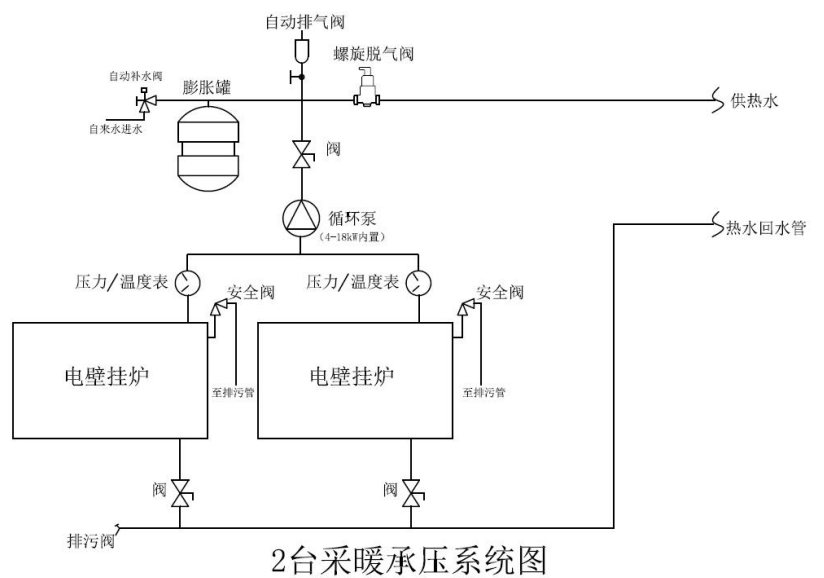 自动排气阀
螺旋脱气阀
自动补水阀
膨胀罐
供热水
自来水进水
阀
循环泵
(4-18kW内置)
热水回水管
压力/温度表
压力/温度表
安全阀
安全阀
电壁挂炉
电壁挂炉
至排污管
至排污管
阀
阀
排污阀
2台采暖承压系统图